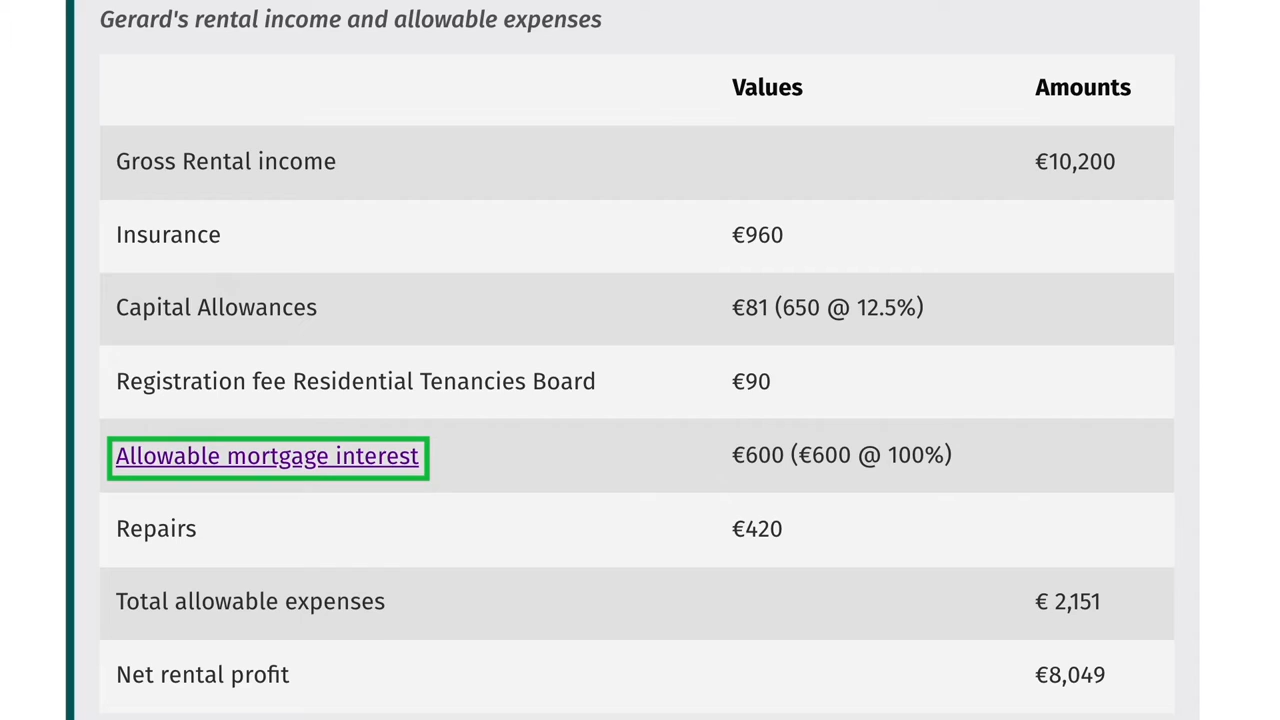 Gerard's rental income and allowable expenses
Values Amounts
Gross Rental income €10,200
Insurance €960
Capital Allowances €81 (650 @ 12.5%)
Registration fee Residential Tenancies Board €90
Allowable mortgage interest €600 (€600 @ 100%)
Repairs €420
Total allowable expenses € 2,151
Net rental profit €8,049